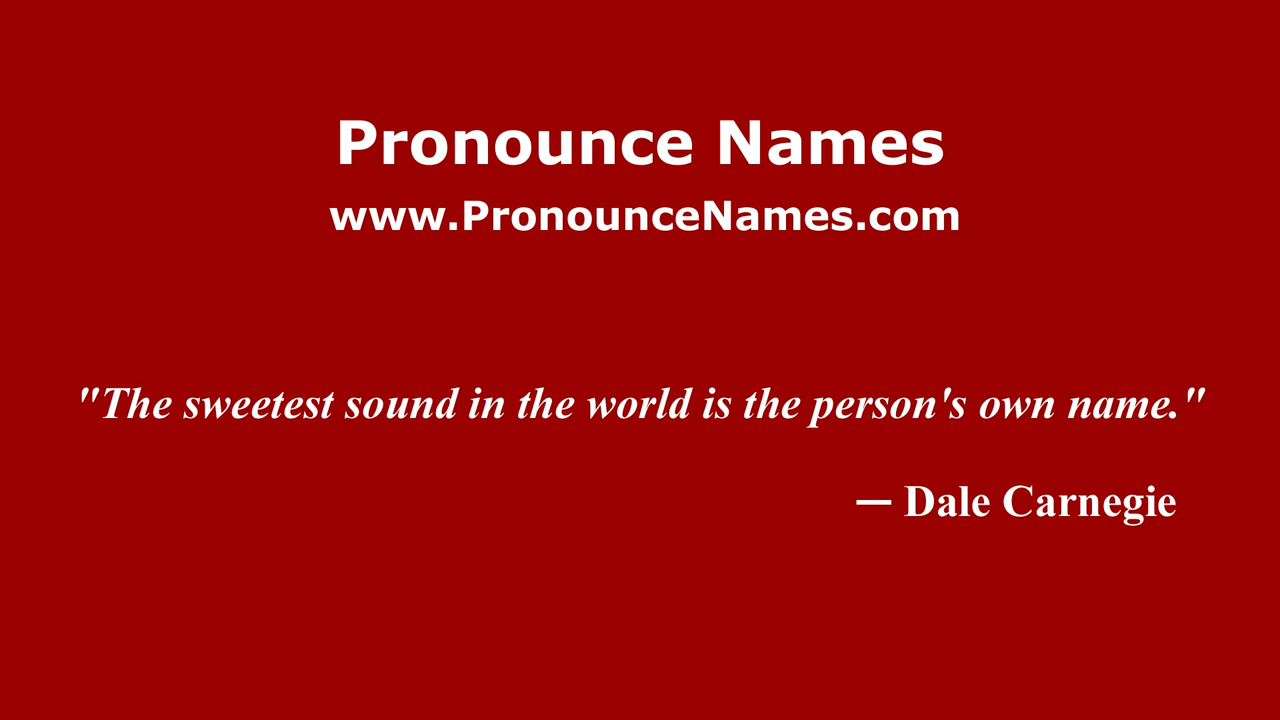 Pronounce Names
www.PronounceNames.com
"The sweetest sound in the world is the person's own name."
— Dale Carnegie